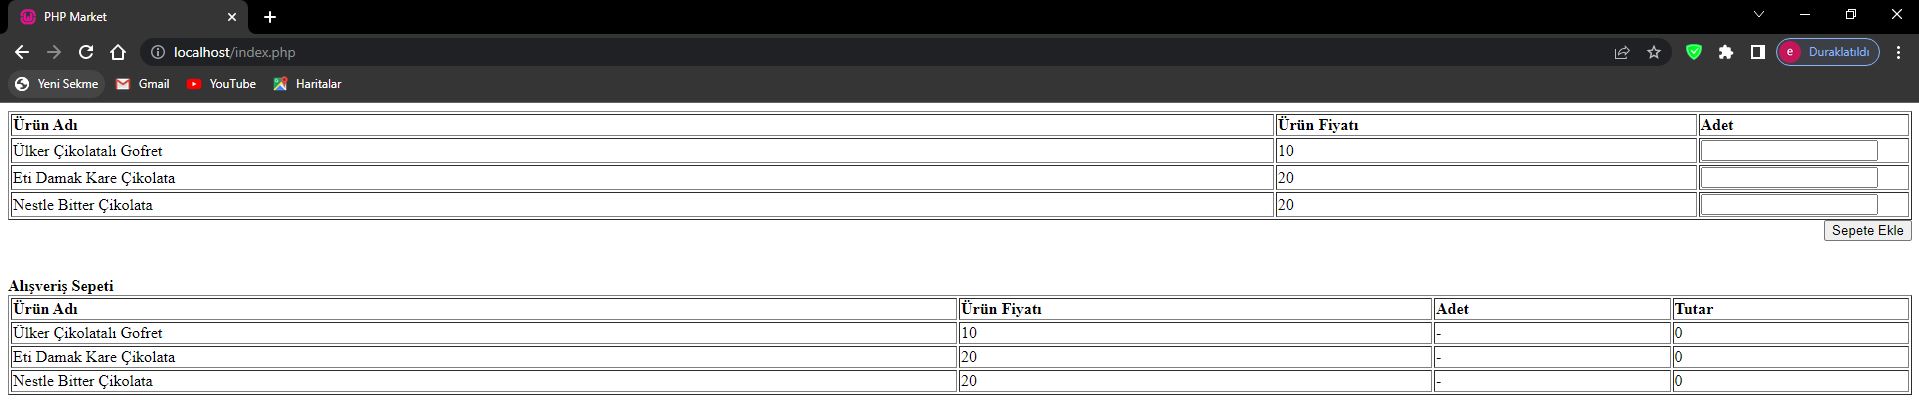 PHP Market
localhost/index.php
e Duraklatıldı
Yeni Sekme Gmail YouTube Haritalar
Ürün Adı Ürün Fiyatı Adet
Ülker Çikolatalı Gofret 10
Eti Damak Kare Çikolata 20
Nestle Bitter Çikolata 20
Sepete Ekle
Alışveriş Sepeti
Ürün Adı Ürün Fiyatı Adet Tutar
Ülker Çikolatalı Gofret 10 - 0
Eti Damak Kare Çikolata 20 - 0
Nestle Bitter Çikolata 20 - 0